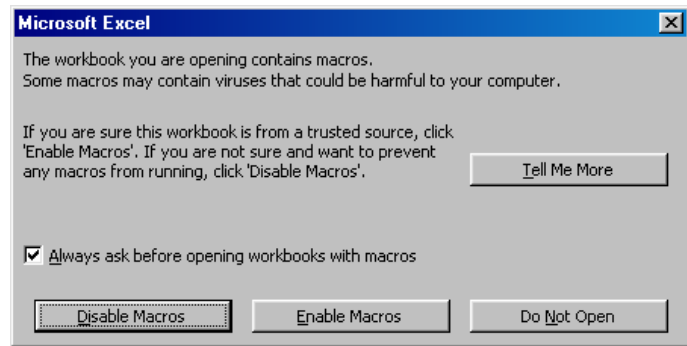 Microsoft Excel
The workbook you are opening contains macros.
Some macros may contain viruses that could be harmful to your computer.
If you are sure this workbook is from a trusted source, click
'Enable Macros'. If you are not sure and want to prevent
any macros from running, click 'Disable Macros'.
Tell Me More
Always ask before opening workbooks with macros
Disable Macros
Enable Macros
Do Not Open